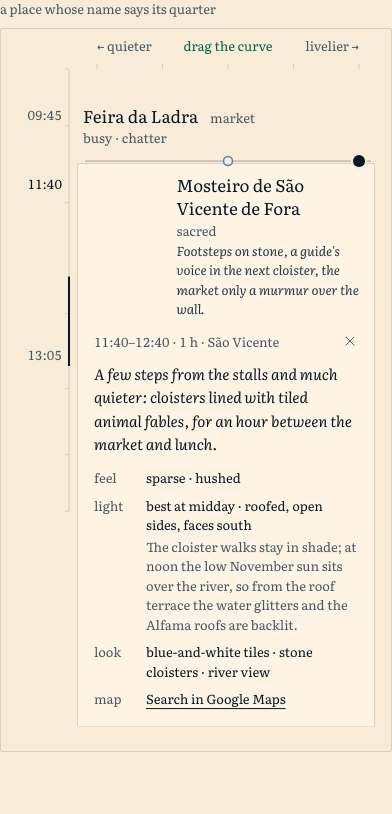 a place whose name says its quarter
← quieter drag the curve livelier →
09:45
Feira da Ladra market
busy · chatter
11:40
Mosteiro de São
Vicente de Fora
sacred
Footsteps on stone, a guide's
voice in the next cloister, the
market only a murmur over the
wall.
11:40–12:40 · 1 h · São Vicente ×
13:05
A few steps from the stalls and much
quieter: cloisters lined with tiled
animal fables, for an hour between the
market and lunch.
feel sparse · hushed
light best at midday · roofed, open
sides, faces south
The cloister walks stay in shade; at
noon the low November sun sits
over the river, so from the roof
terrace the water glitters and the
Alfama roofs are backlit.
look blue-and-white tiles · stone
cloisters · river view
map Search in Google Maps